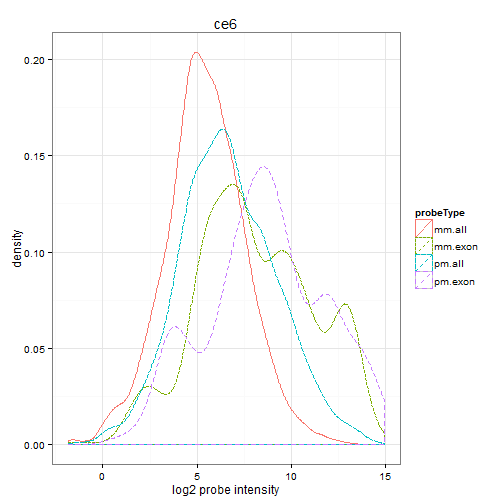 ce6
0.20
0.15
0.10
0.05
0.00
density
0 5 10 15
log2 probe intensity
probeType
mm.all
mm.exon
pm.all
pm.exon